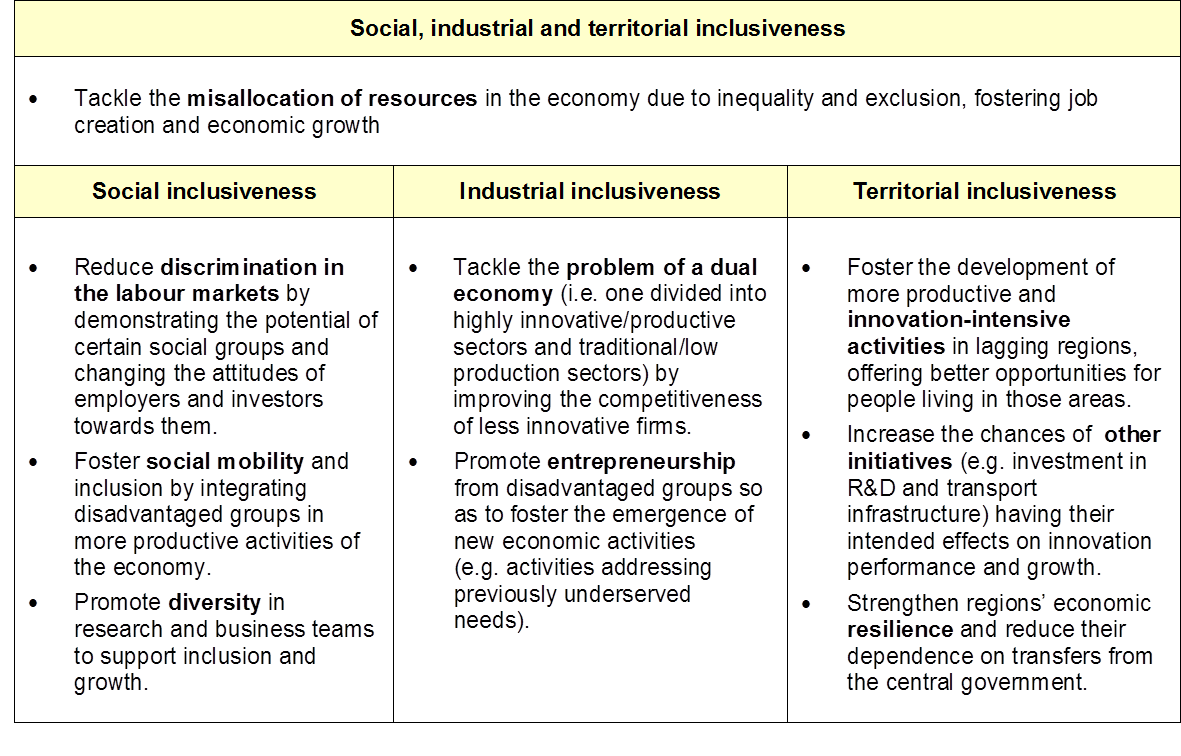 Social, industrial and territorial inclusiveness
• Tackle the misallocation of resources in the economy due to inequality and exclusion, fostering job
creation and economic growth
Social inclusiveness
Industrial inclusiveness
Territorial inclusiveness
• Reduce discrimination in
the labour markets by
demonstrating the potential of
certain social groups and
changing the attitudes of
employers and investors
towards them.
• Foster social mobility and
inclusion by integrating
disadvantaged groups in
more productive activities of
the economy.
• Promote diversity in
research and business teams
to support inclusion and
growth.
• Tackle the problem of a dual
economy (i.e. one divided into
highly innovative/productive
sectors and traditional/low
production sectors) by
improving the competitiveness
of less innovative firms.
• Promote entrepreneurship
from disadvantaged groups so
as to foster the emergence of
new economic activities
(e.g. activities addressing
previously underserved
needs).
• Foster the development of
more productive and
innovation-intensive
activities in lagging regions,
offering better opportunities for
people living in those areas.
• Increase the chances of other
initiatives (e.g. investment in
R&D and transport
infrastructure) having their
intended effects on innovation
performance and growth.
• Strengthen regions’ economic
resilience and reduce their
dependence on transfers from
the central government.